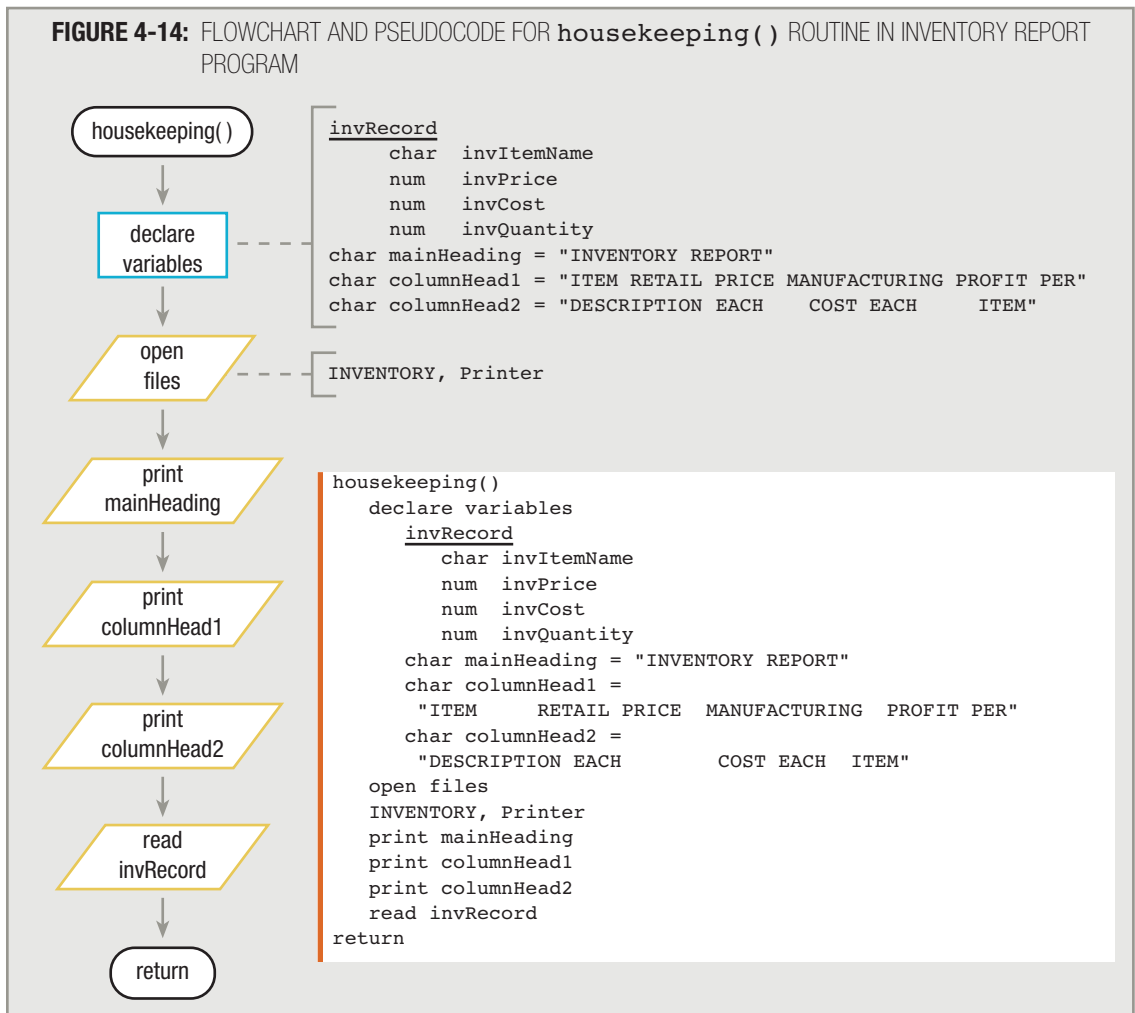 FIGURE 4-14: FLOWCHART AND PSEUDOCODE FOR housekeeping() ROUTINE IN INVENTORY REPORT
PROGRAM
housekeeping( )
declare
variables
open
files
print
mainHeading
print
columnHead1
print
columnHead2
read
invRecord
return
invRecord
char invItemName
num invPrice
num invCost
num invQuantity
char mainHeading = "INVENTORY REPORT"
char columnHead1 = "ITEM RETAIL PRICE MANUFACTURING PROFIT PER"
char columnHead2 = "DESCRIPTION EACH    COST EACH      ITEM"
INVENTORY, Printer
housekeeping()
   declare variables
      invRecord
         char invItemName
         num  invPrice
         num  invCost
         num  invQuantity
      char mainHeading = "INVENTORY REPORT"
      char columnHead1 =
       "ITEM     RETAIL PRICE  MANUFACTURING  PROFIT PER"
      char columnHead2 =
       "DESCRIPTION EACH        COST EACH  ITEM"
   open files
   INVENTORY, Printer
   print mainHeading
   print columnHead1
   print columnHead2
   read invRecord
return